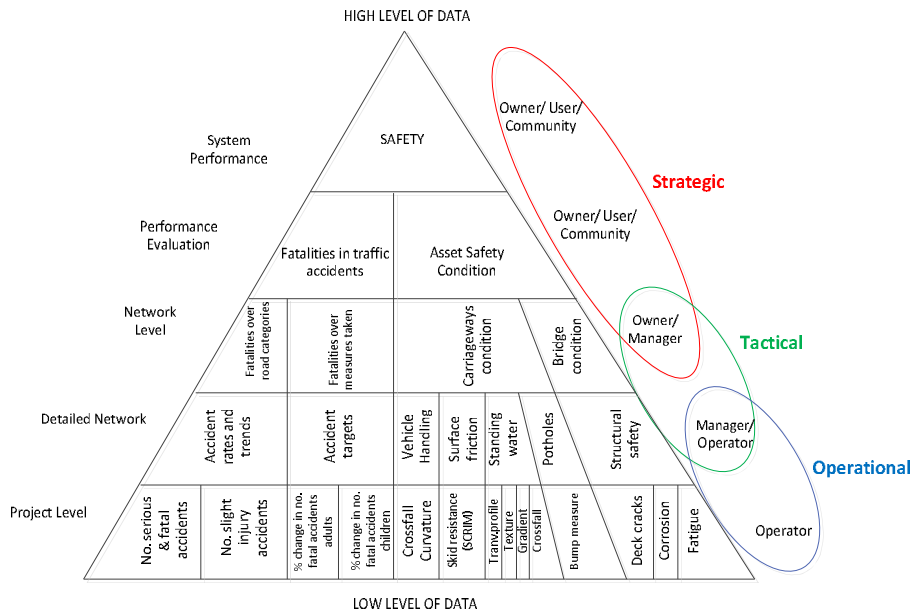 HIGH LEVEL OF DATA
System
Performance
SAFETY
Owner/ User/
Community
Strategic
Performance
Evaluation
Fatalities in traffic
accidents
Asset Safety
Condition
Owner/ User/
Community
Network
Level
Fatalities over
road categories
Fatalities over
measures taken
Carriageways
condition
Bridge
condition
Owner/
Manager
Tactical
Detailed Network
Accident
rates and
trends
Accident
targets
Vehicle
Handling
Surface
friction
Standing
water
Potholes
Structural
safety
Manager/
Operator
Operational
Project Level
No. serious
& fatal
accidents
No. slight
injury
accidents
% change in no.
fatal accidents
adults
% change in no.
fatal accidents
children
Crossfall
Curvature
Skid resistance
(SCRIM)
Tranv.profile
Texture
Gradient
Crossfall
Bump measure
Deck cracks
Corrosion
Fatigue
Operator
LOW LEVEL OF DATA